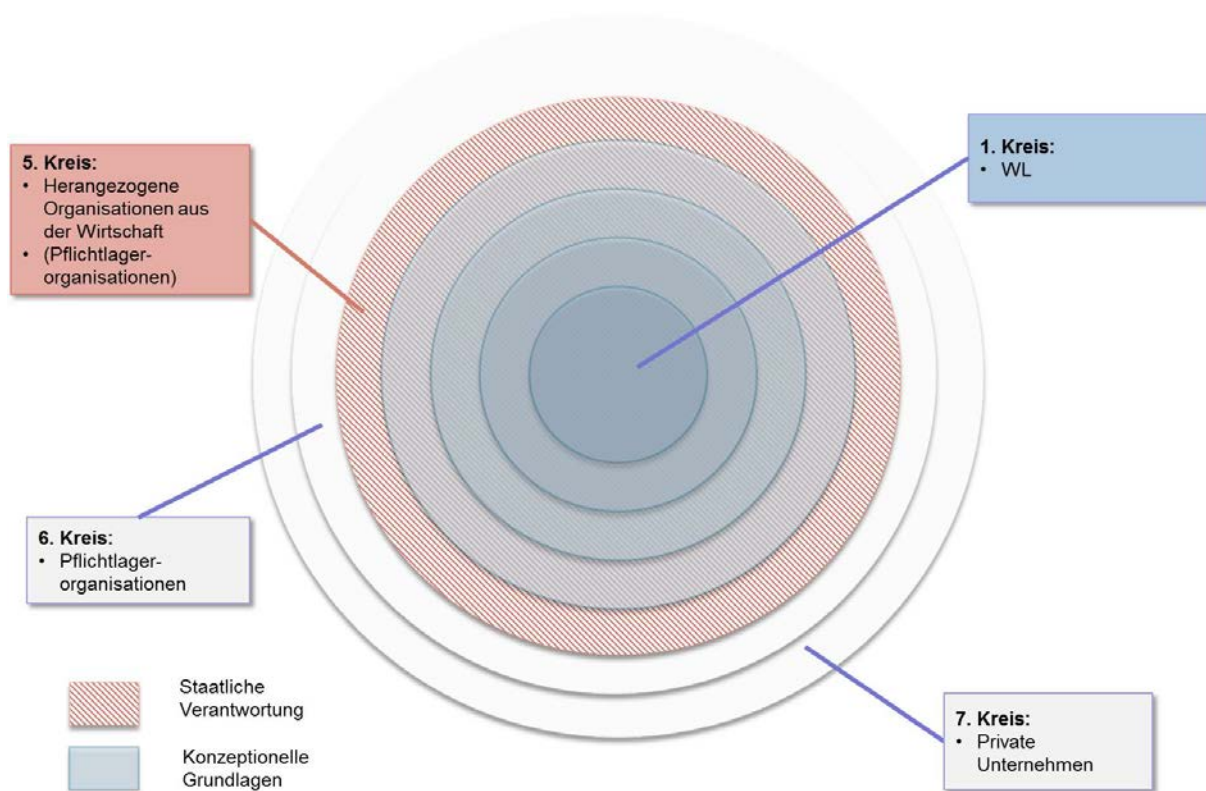 5. Kreis:
• Herangezogene
Organisationen aus
der Wirtschaft
• (Pflichtlager-
organisationen)
1. Kreis:
• WL
6. Kreis:
• Pflichtlager-
organisationen
7. Kreis:
• Private
Unternehmen
Staatliche
Verantwortung
Konzeptionelle
Grundlagen